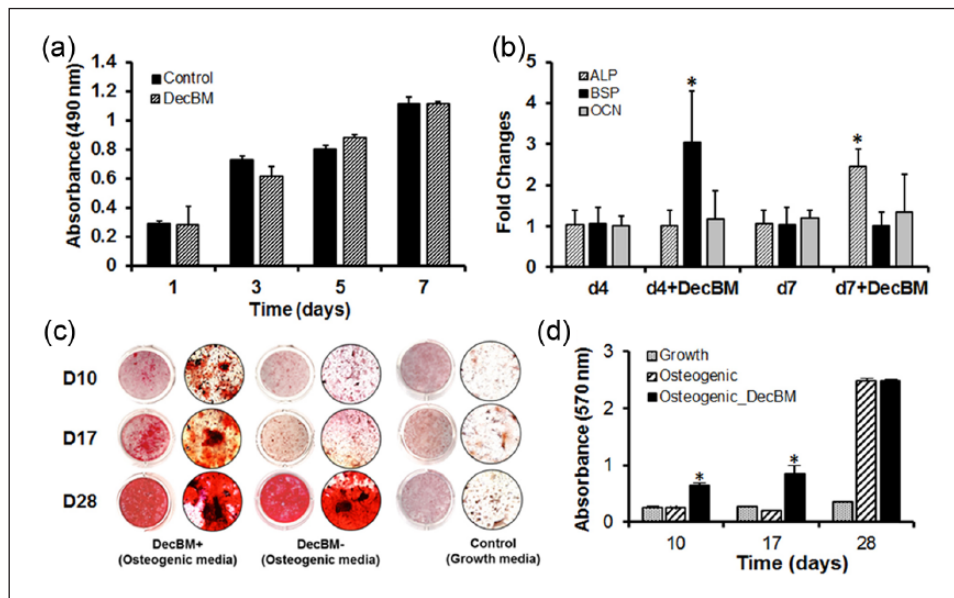 (a)
Absorbance (490 nm)
1.4
1.2
1
0.8
0.6
0.4
0.2
0
Control
DecBM
1 3 5 7
Time (days)
(b)
Fold Changes
5
4
3
2
1
0
ALP
BSP
OCN
*
*
d4 d4+DecBM d7 d7+DecBM
(c)
D10
D17
D28
DecBM+
(Osteogenic media)
DecBM-
(Osteogenic media)
Control
(Growth media)
(d)
Absorbance (570 nm)
3
2
1
0
Growth
Osteogenic
Osteogenic_DecBM
*
*
10 17 28
Time (days)